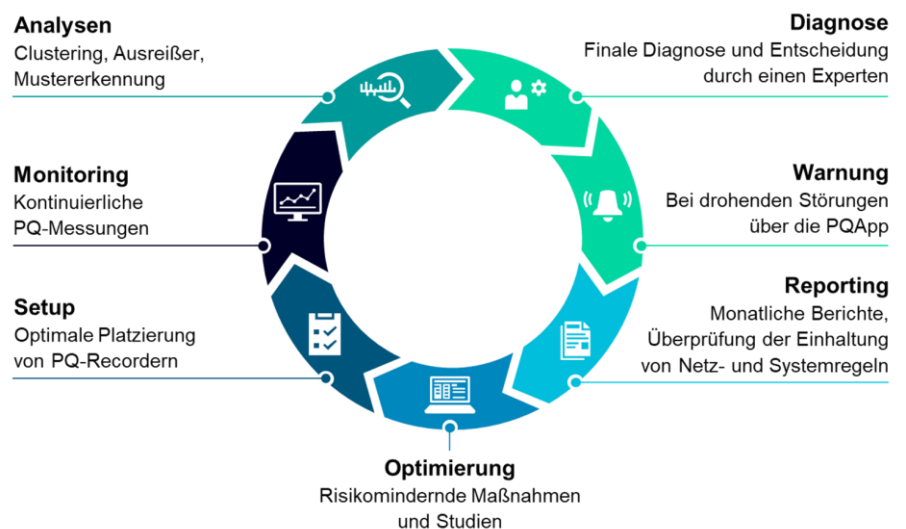 Analysen
Clustering, Ausreißer,
Mustererkennung
Diagnose
Finale Diagnose und Entscheidung
durch einen Experten
Monitoring
Kontinuierliche
PQ-Messungen
Warnung
Bei drohenden Störungen
über die PQApp
Setup
Optimale Platzierung
von PQ-Recordern
Reporting
Monatliche Berichte,
Überprüfung der Einhaltung
von Netz- und Systemregeln
Optimierung
Risikomindernde Maßnahmen
und Studien